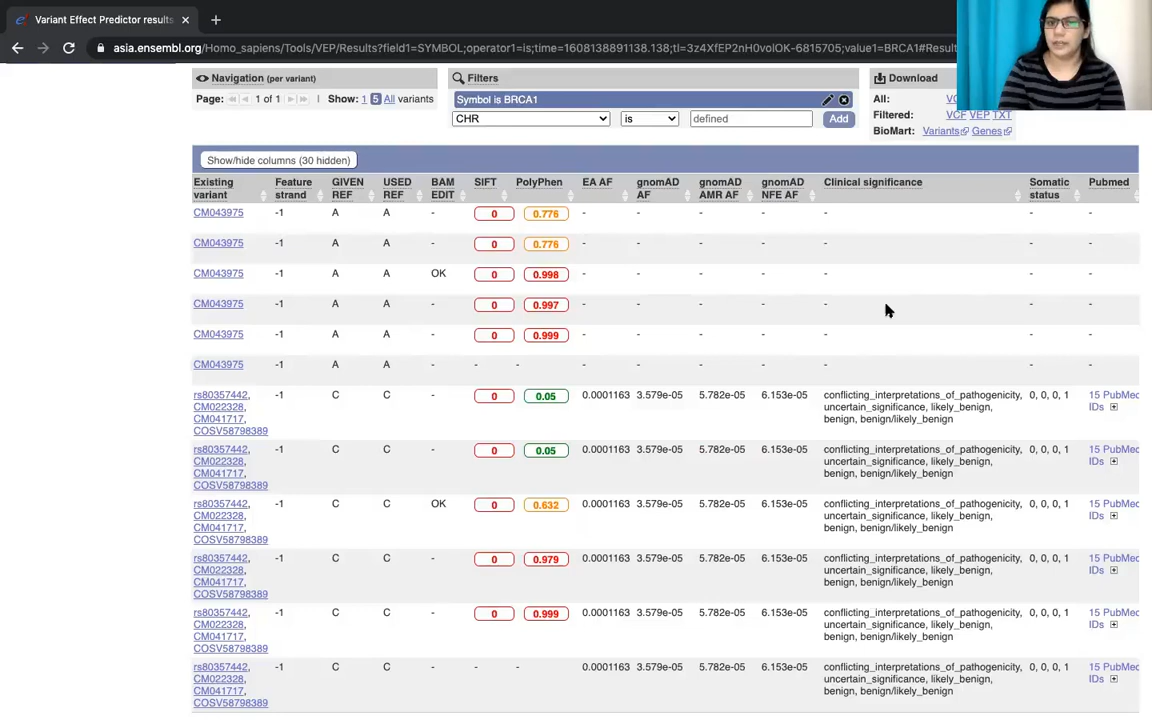 Variant Effect Predictor results
asia.ensembl.org/Homo_sapiens/Tools/VEP/Results?field1=SYMBOL;operator1=is;time=1608138891138.138;tl=3z4XfEP2nH0volOK-6815705;value1=BRCA1#Resul
Navigation (per variant)
Page: 1 of 1 | Show: 1 5 All variants
Filters
Symbol is BRCA1
CHR is defined Add
Download
All:
Filtered: VCF VEP TXT
BioMart: Variants Genes
Show/hide columns (30 hidden)
Existing variant Feature strand GIVEN REF USED REF BAM EDIT SIFT PolyPhen EA AF gnomAD AF gnomAD AMR AF gnomAD NFE AF Clinical significance Somatic status Pubmed
CM043975 -1 A A - 0 0.776 - - - - - - -
CM043975 -1 A A - 0 0.776 - - - - - - -
CM043975 -1 A A OK 0 0.998 - - - - - - -
CM043975 -1 A A - 0 0.997 - - - - - - -
CM043975 -1 A A - 0 0.999 - - - - - - -
CM043975 -1 A A - - - - - - - - - -
rs80357442, -1 C C - 0 0.05 0.0001163 3.579e-05 5.782e-05 6.153e-05 conflicting_interpretations_of_pathogenicity, 0, 0, 0, 1 15 PubMed
CM022328, uncertain_significance, likely_benign, IDs
CM041717, benign, benign/likely_benign
COSV58798389
rs80357442, -1 C C - 0 0.05 0.0001163 3.579e-05 5.782e-05 6.153e-05 conflicting_interpretations_of_pathogenicity, 0, 0, 0, 1 15 PubMed
CM022328, uncertain_significance, likely_benign, IDs
CM041717, benign, benign/likely_benign
COSV58798389
rs80357442, -1 C C OK 0 0.632 0.0001163 3.579e-05 5.782e-05 6.153e-05 conflicting_interpretations_of_pathogenicity, 0, 0, 0, 1 15 PubMed
CM022328, uncertain_significance, likely_benign, IDs
CM041717, benign, benign/likely_benign
COSV58798389
rs80357442, -1 C C - 0 0.979 0.0001163 3.579e-05 5.782e-05 6.153e-05 conflicting_interpretations_of_pathogenicity, 0, 0, 0, 1 15 PubMed
CM022328, uncertain_significance, likely_benign, IDs
CM041717, benign, benign/likely_benign
COSV58798389
rs80357442, -1 C C - 0 0.999 0.0001163 3.579e-05 5.782e-05 6.153e-05 conflicting_interpretations_of_pathogenicity, 0, 0, 0, 1 15 PubMed
CM022328, uncertain_significance, likely_benign, IDs
CM041717, benign, benign/likely_benign
COSV58798389
rs80357442, -1 C C - - - 0.0001163 3.579e-05 5.782e-05 6.153e-05 conflicting_interpretations_of_pathogenicity, 0, 0, 0, 1 15 PubMed
CM022328, uncertain_significance, likely_benign, IDs
CM041717, benign, benign/likely_benign
COSV58798389